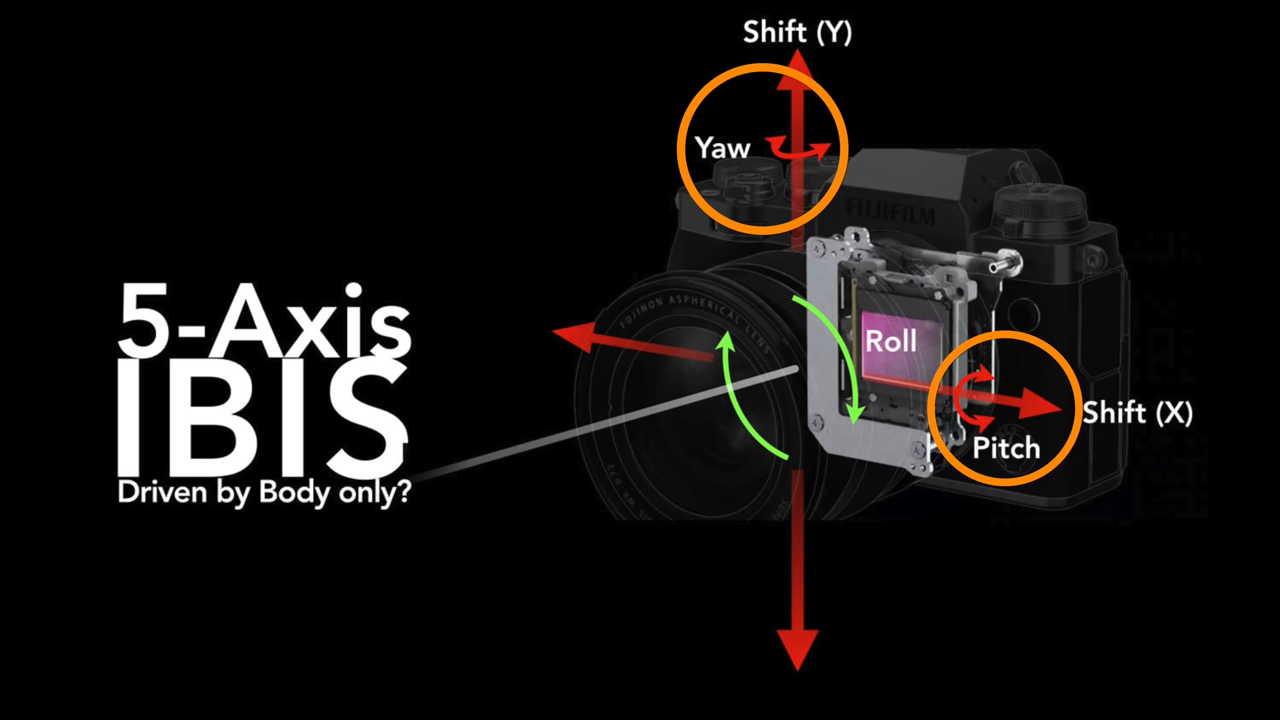 Shift (Y)
Yaw
FUJIFILM
5-Axis
IBIS
Driven by Body only?
FUJINON ASPHERICAL LENS
Roll
Shift (X)
Pitch